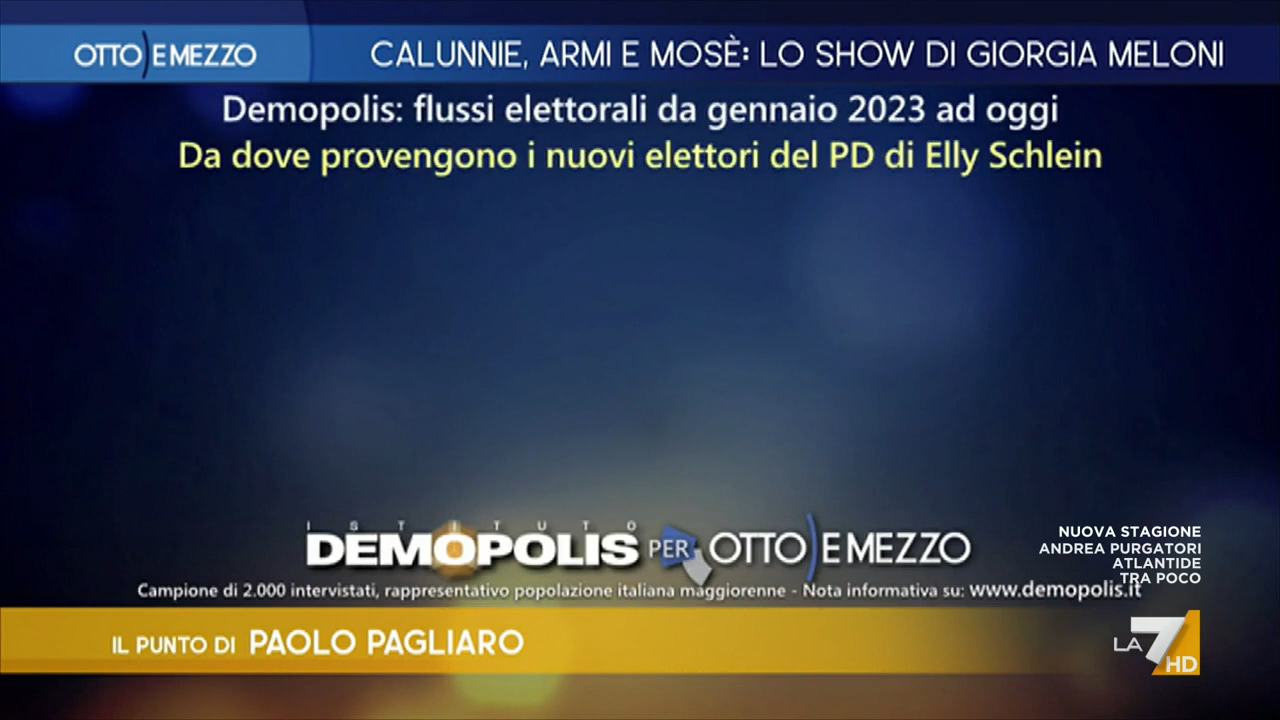 OTTO E MEZZO
CALUNNIE, ARMI E MOSÈ: LO SHOW DI GIORGIA MELONI
Demopolis: flussi elettorali da gennaio 2023 ad oggi
Da dove provengono i nuovi elettori del PD di Elly Schlein
ISTITUTO
DEMOPOLIS PER OTTO E MEZZO
NUOVA STAGIONE
ANDREA PURGATORI
ATLANTIDE
TRA POCO
Campione di 2.000 intervistati, rappresentativo popolazione italiana maggiorenne - Nota informativa su: www.demopolis.it
IL PUNTO DI PAOLO PAGLIARO
LA 7 HD